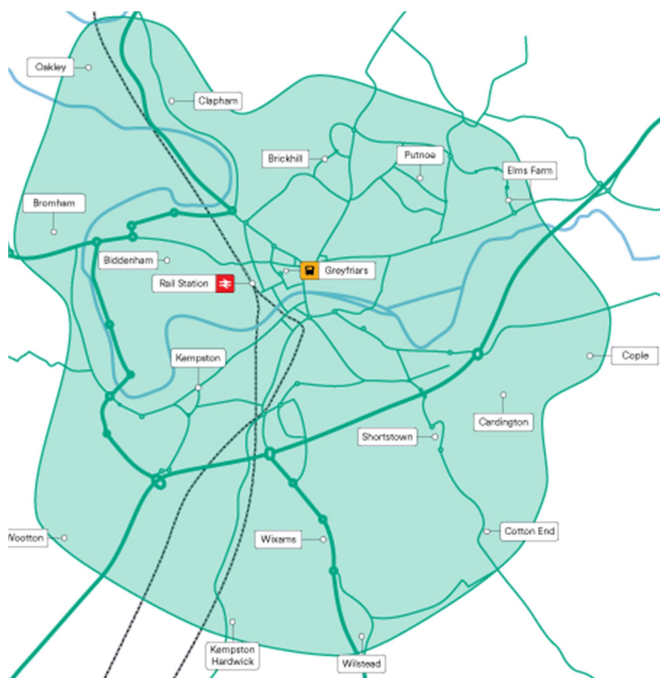 Oakley
Clapham
Brickhill
Putnoe
Elms Farm
Bromham
Biddenham
Greyfriars
Rail Station
Kempston
Cople
Cardington
Shortstown
Cotton End
Wootton
Wixams
Kempston
Hardwick
Wilstead